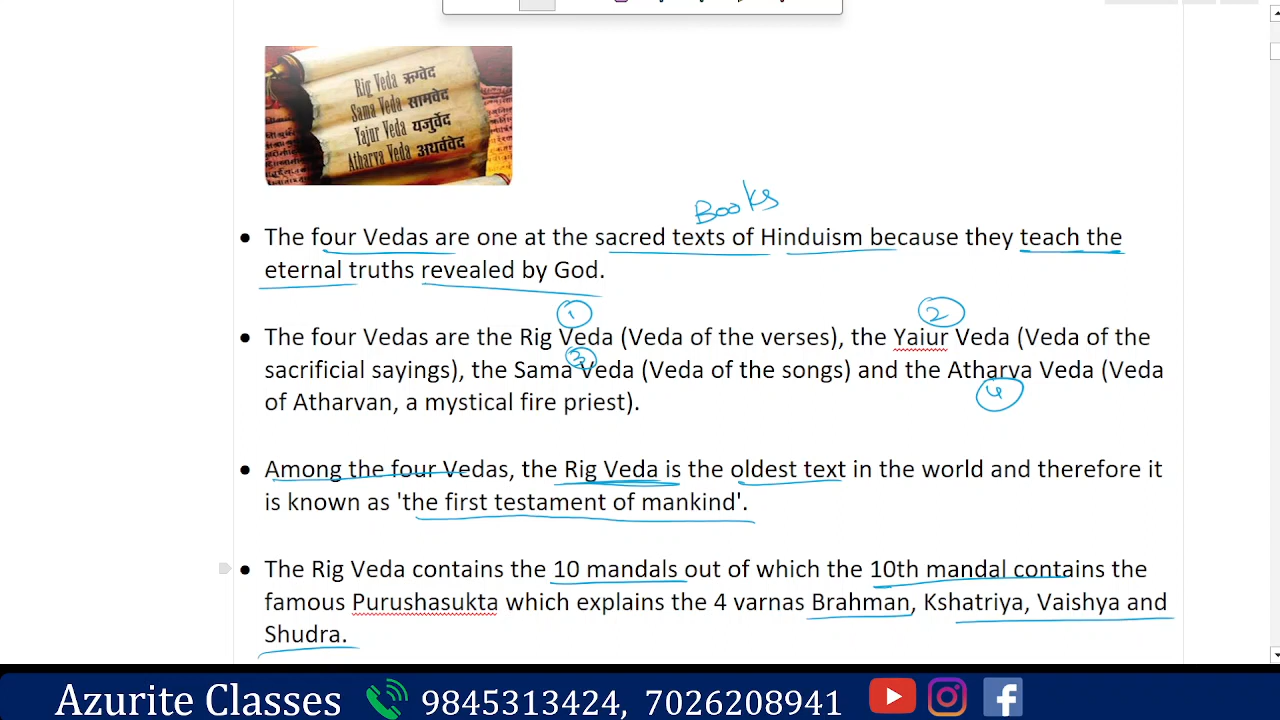 Rig Veda ऋग्वेद
Sama Veda सामवेद
Yajur Veda यजुर्वेद
Atharva Veda अथर्ववेद
Books
• The four Vedas are one at the sacred texts of Hinduism because they teach the
eternal truths revealed by God.
1
2
• The four Vedas are the Rig Veda (Veda of the verses), the Yaiur Veda (Veda of the
3
sacrificial sayings), the Sama Veda (Veda of the songs) and the Atharva Veda (Veda
4
of Atharvan, a mystical fire priest).
• Among the four Vedas, the Rig Veda is the oldest text in the world and therefore it
is known as 'the first testament of mankind'.
• The Rig Veda contains the 10 mandals out of which the 10th mandal contains the
famous Purushasukta which explains the 4 varnas Brahman, Kshatriya, Vaishya and
Shudra.
Azurite Classes 9845313424, 7026208941